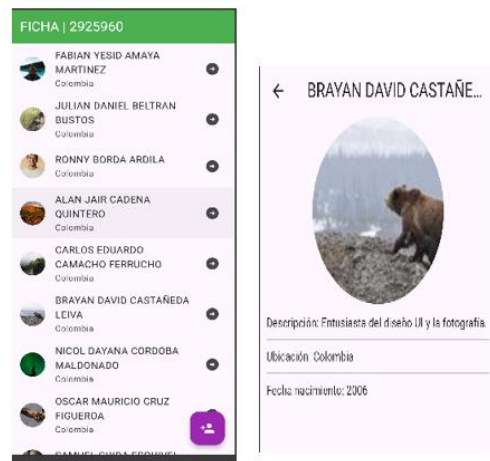 FICHA | 2925960
FABIAN YESID AMAYA
MARTINEZ
Colombia
JULIAN DANIEL BELTRAN
BUSTOS
Colombia
RONNY BORDA ARDILA
Colombia
ALAN JAIR CADENA
QUINTERO
Colombia
CARLOS EDUARDO
CAMACHO FERRUCHO
Colombia
BRAYAN DAVID CASTAÑEDA
LEIVA
Colombia
NICOL DAYANA CORDOBA
MALDONADO
Colombia
OSCAR MAURICIO CRUZ
FIGUEROA
Colombia
SAMUEL
BRAYAN DAVID CASTAÑE...
Descripción: Entusiasta del diseño UI y la fotografía.
Ubicación: Colombia
Fecha nacimiento: 2006